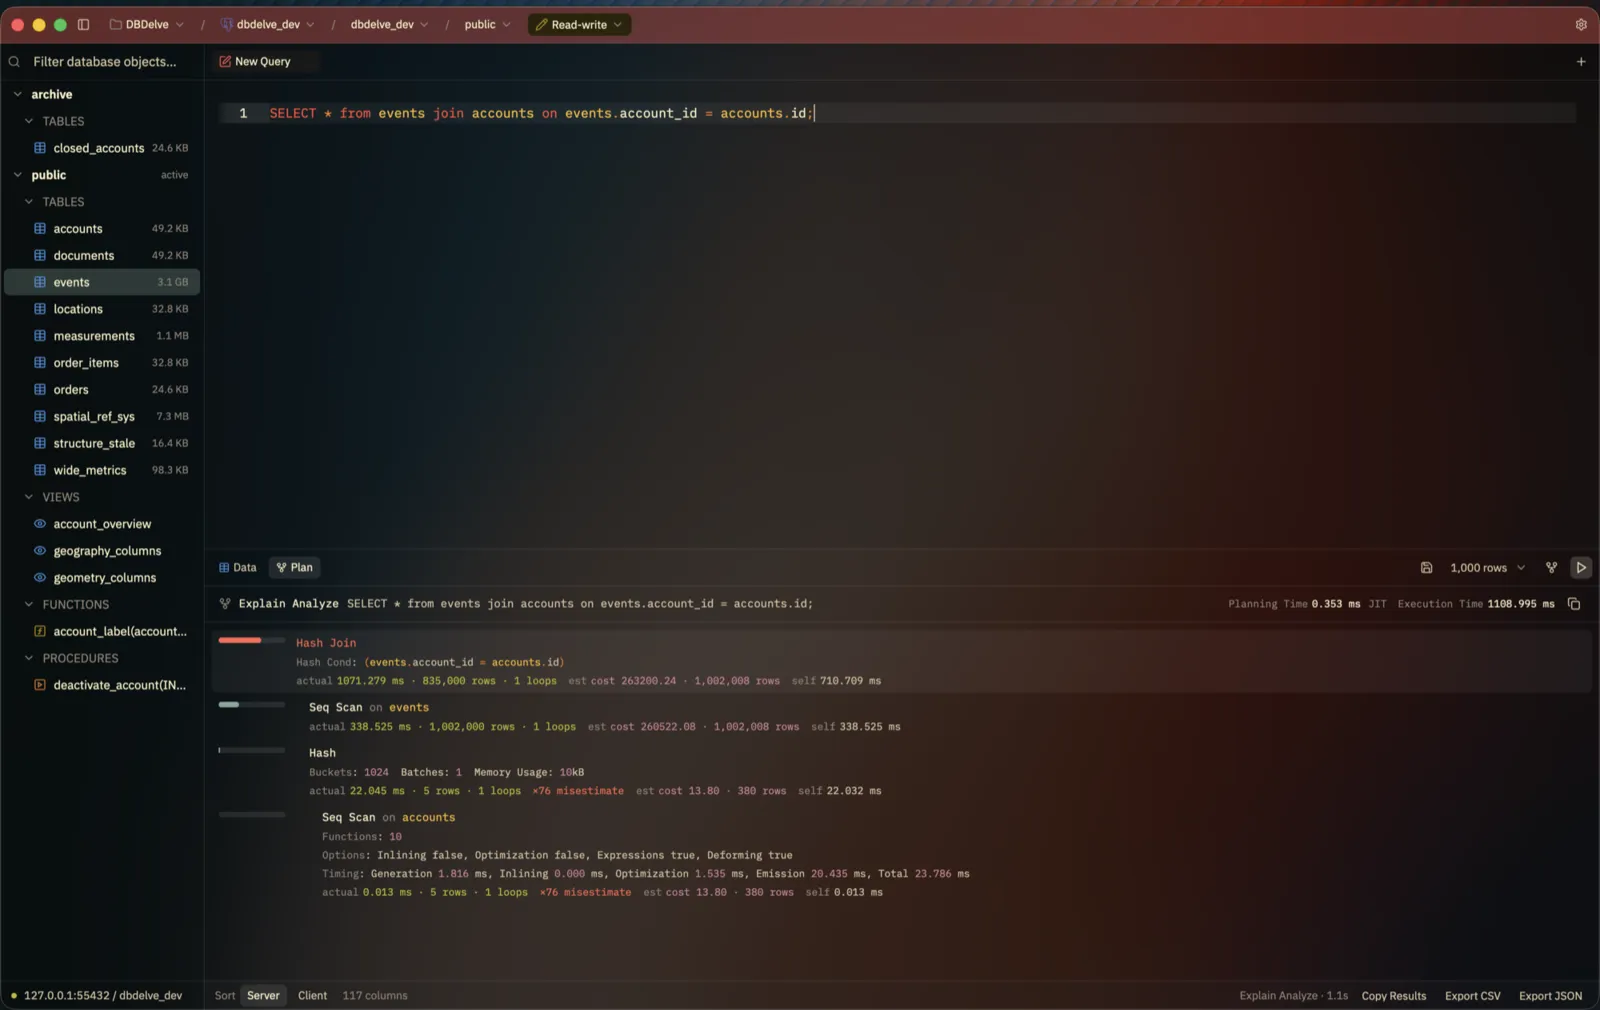 DBDelve / dbdelve_dev / dbdelve_dev / public Read-write
Filter database objects...
New Query
archive
TABLES
closed_accounts 24.6 KB
public active
TABLES
accounts 49.2 KB
documents 49.2 KB
events 3.1 GB
locations 32.8 KB
measurements 1.1 MB
order_items 32.8 KB
orders 24.6 KB
spatial_ref_sys 7.3 MB
structure_stale 16.4 KB
wide_metrics 98.3 KB
VIEWS
account_overview
geography_columns
geometry_columns
FUNCTIONS
account_label(account...
PROCEDURES
deactivate_account(IN...
127.0.0.1:55432 / dbdelve_dev
1 SELECT * from events join accounts on events.account_id = accounts.id;
Data Plan 1,000 rows
Explain Analyze SELECT * from events join accounts on events.account_id = accounts.id; Planning Time 0.353 ms JIT Execution Time 1108.995 ms
Hash Join
Hash Cond: (events.account_id = accounts.id)
actual 1071.279 ms · 835,000 rows · 1 loops est cost 263200.24 · 1,002,008 rows self 710.709 ms
Seq Scan on events
actual 338.525 ms · 1,002,000 rows · 1 loops est cost 260522.08 · 1,002,008 rows self 338.525 ms
Hash
Buckets: 1024 Batches: 1 Memory Usage: 10kB
actual 22.045 ms · 5 rows · 1 loops ×76 misestimate est cost 13.80 · 380 rows self 22.032 ms
Seq Scan on accounts
Functions: 10
Options: Inlining false, Optimization false, Expressions true, Deforming true
Timing: Generation 1.816 ms, Inlining 0.000 ms, Optimization 1.535 ms, Emission 20.435 ms, Total 23.786 ms
actual 0.013 ms · 5 rows · 1 loops ×76 misestimate est cost 13.80 · 380 rows self 0.013 ms
Sort Server Client 117 columns
Explain Analyze · 1.1s Copy Results Export CSV Export JSON